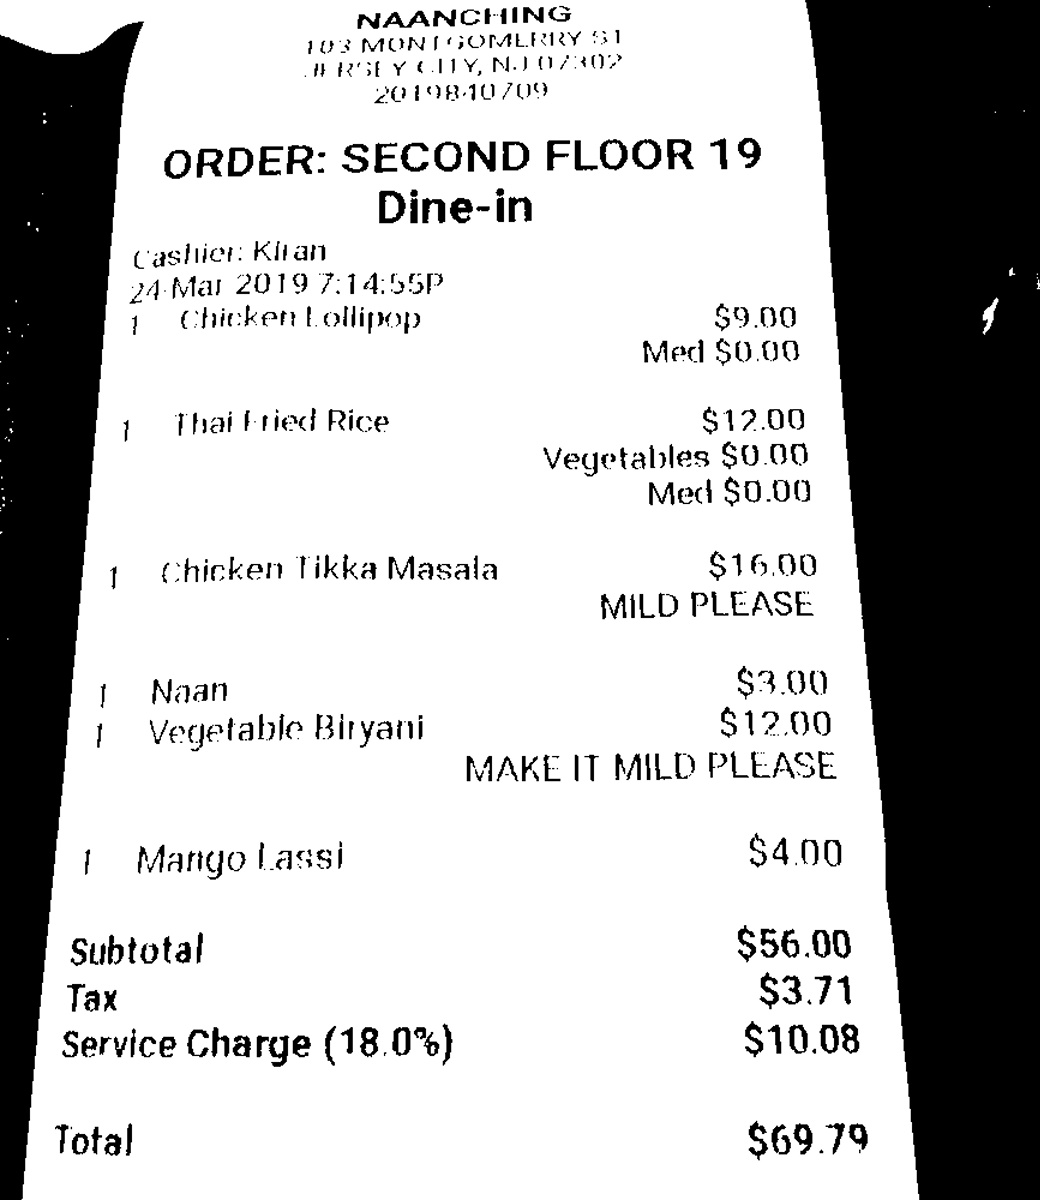 NAANCHING
103 MONTGOMERRY ST
JERSEY CITY, NJ 07302
2019840709
ORDER: SECOND FLOOR 19
Dine-in
Cashier: Kiran
24-Mar 2019 7:14:55P
1 Chicken Lollipop $9.00
Med $0.00
1 Thai Fried Rice $12.00
Vegetables $0.00
Med $0.00
1 Chicken Tikka Masala $16.00
MILD PLEASE
1 Naan $3.00
1 Vegetable Biryani $12.00
MAKE IT MILD PLEASE
1 Mango Lassi $4.00
Subtotal $56.00
Tax $3.71
Service Charge (18.0%) $10.08
Total $69.79